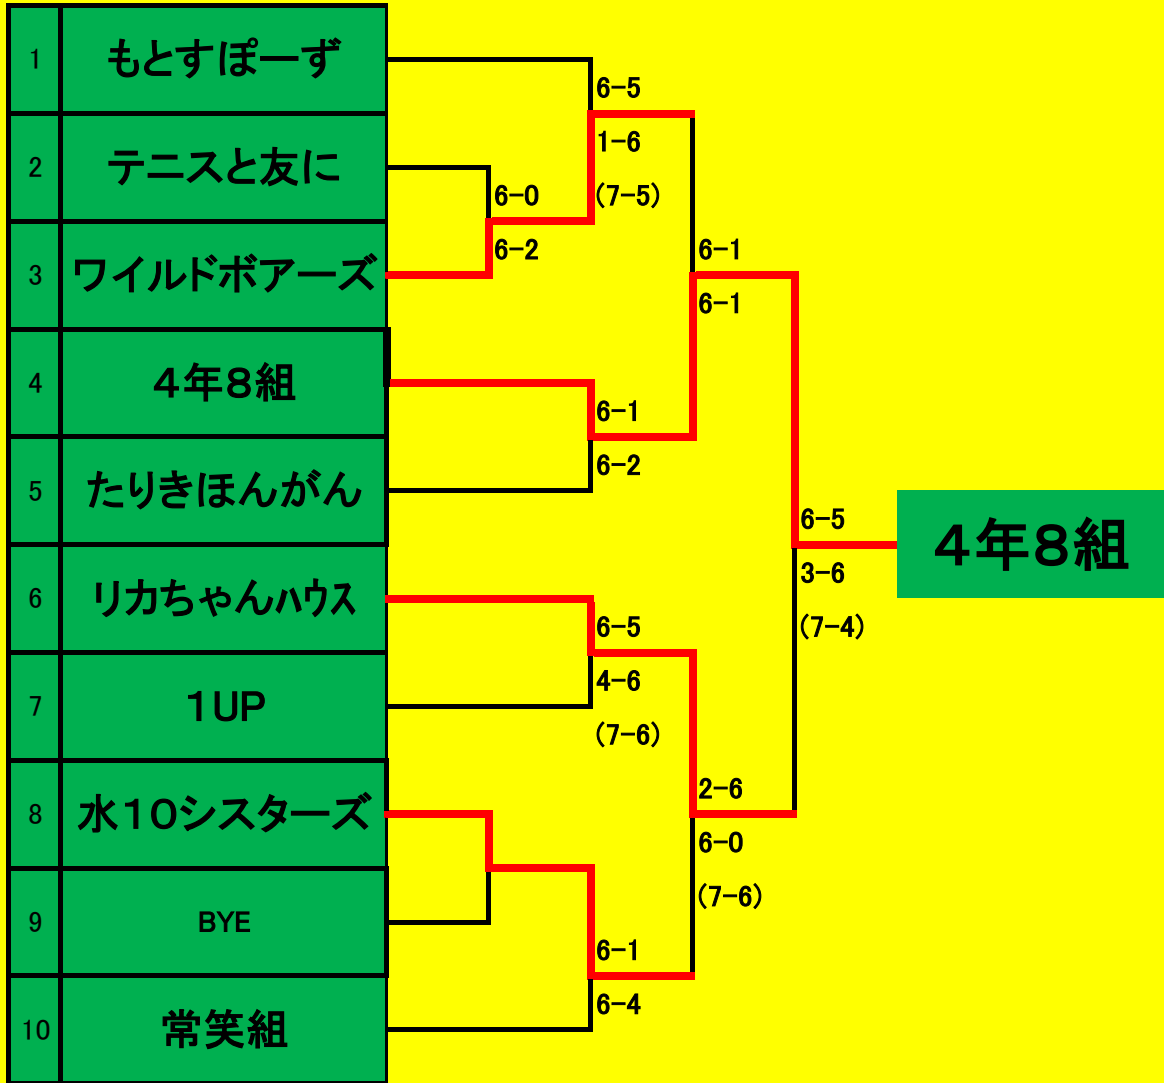 1 もとすぽーず
6-5
1-6
2 テニスと友に
6-0
(7-5)
6-2
3 ワイルドボアーズ
6-1
6-1
4 4年8組
6-1
6-2
5 たりきほんがん
6-5
4年8組
3-6
6 リカちゃんﾊｳｽ
6-5
(7-4)
4-6
7 1UP
(7-6)
2-6
8 水10シスターズ
6-0
(7-6)
9 BYE
6-1
6-4
10 常笑組